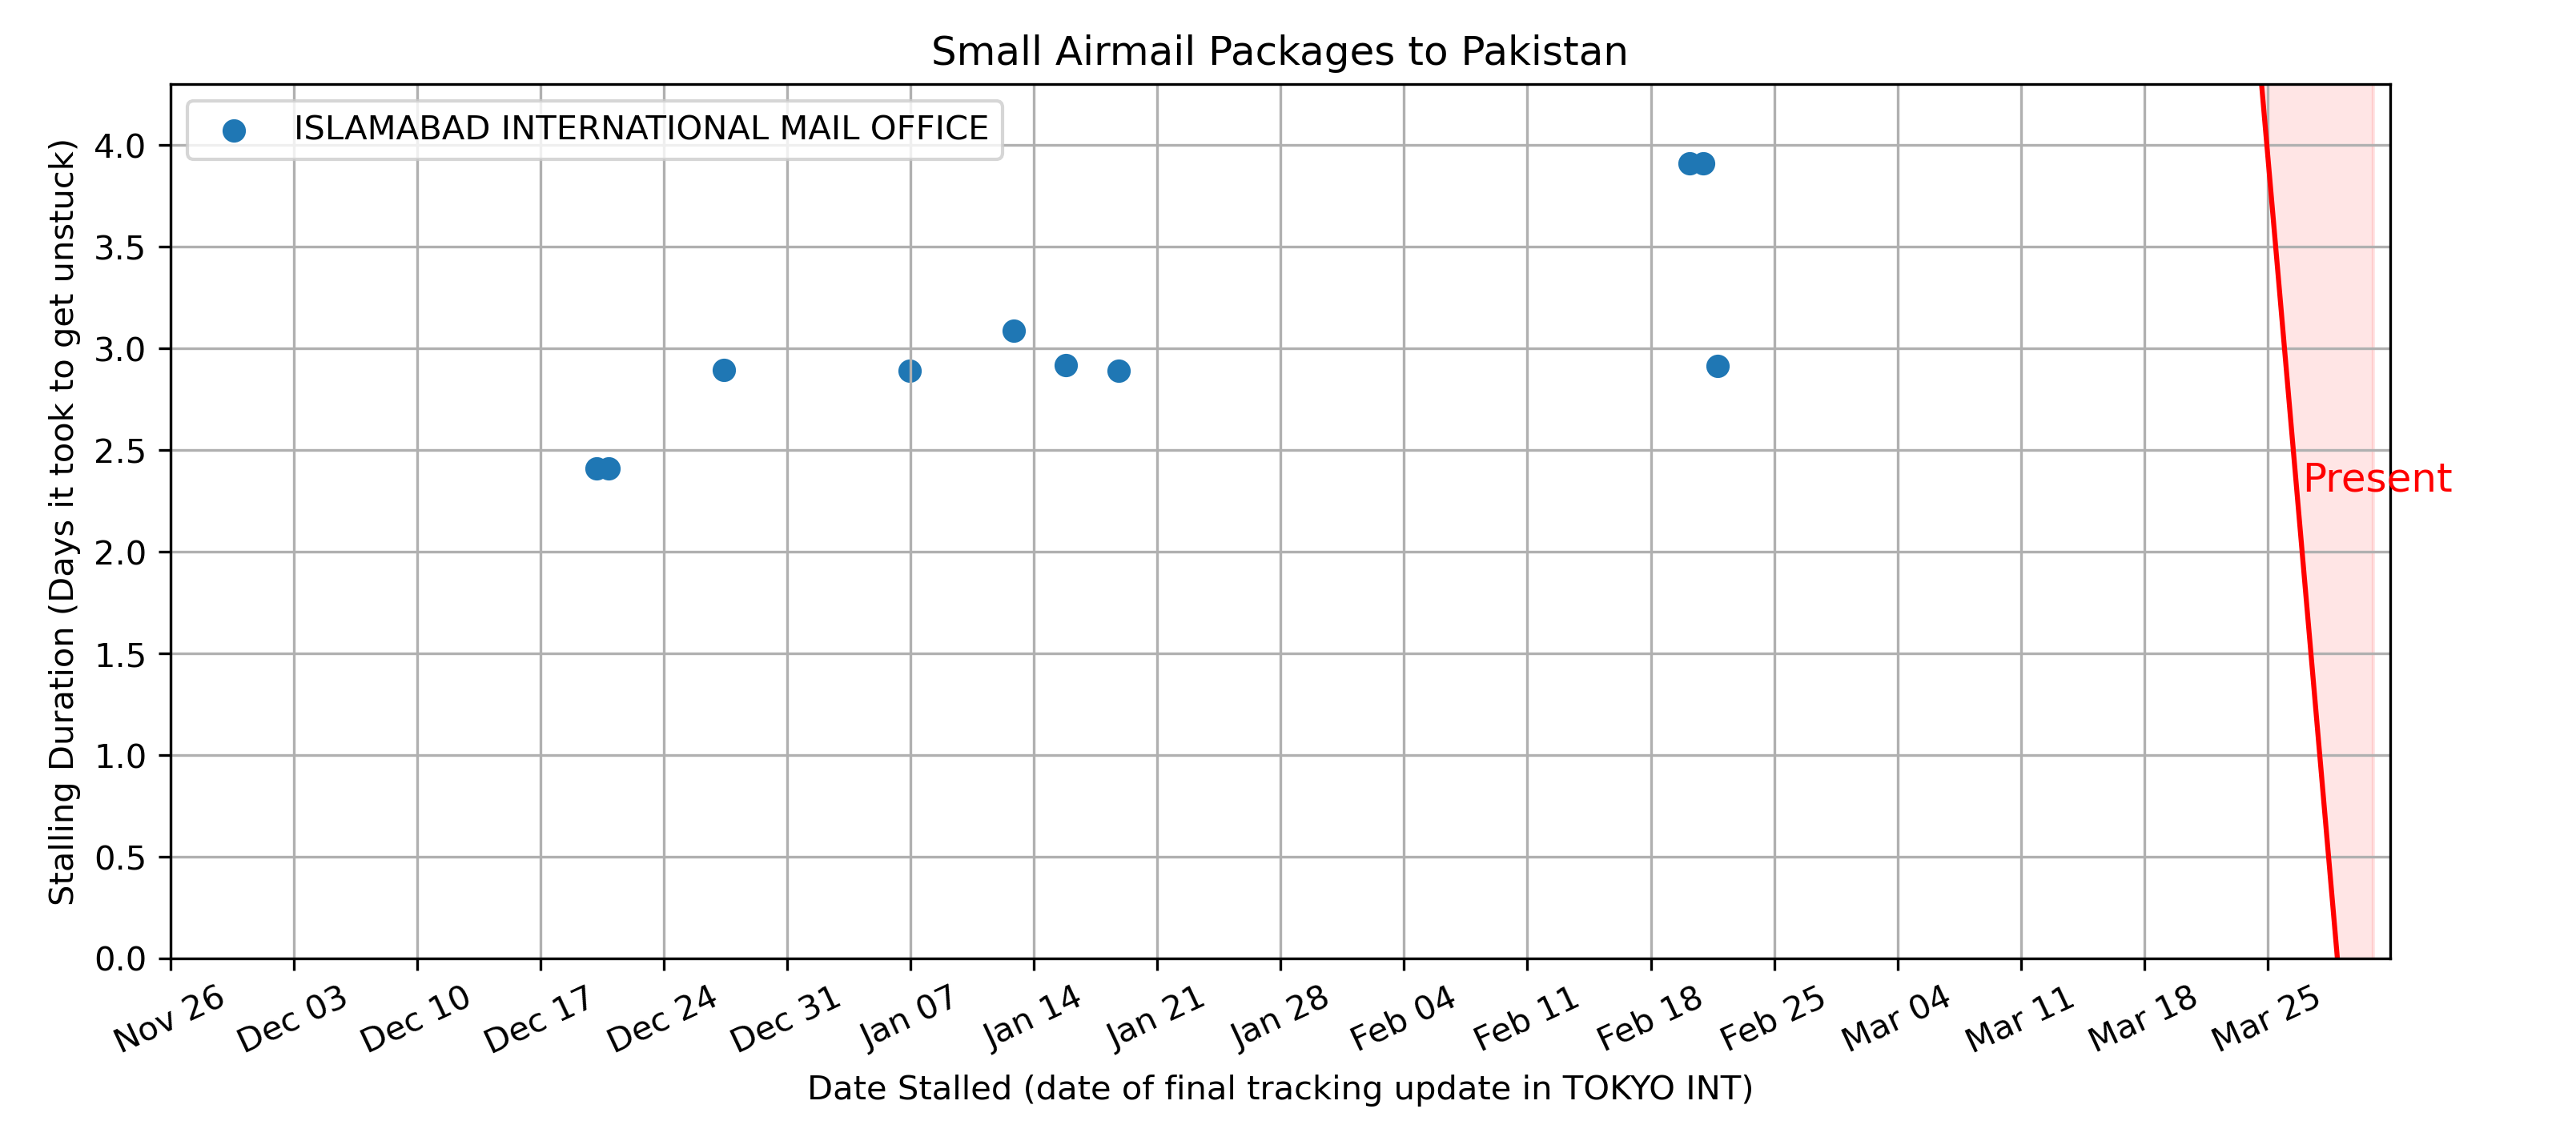 Small Airmail Packages to Pakistan
ISLAMABAD INTERNATIONAL MAIL OFFICE
Stalling Duration (Days it took to get unstuck)
4.0
3.5
3.0
2.5
2.0
1.5
1.0
0.5
0.0
Present
Nov 26 Dec 03 Dec 10 Dec 17 Dec 24 Dec 31 Jan 07 Jan 14 Jan 21 Jan 28 Feb 04 Feb 11 Feb 18 Feb 25 Mar 04 Mar 11 Mar 18 Mar 25
Date Stalled (date of final tracking update in TOKYO INT)